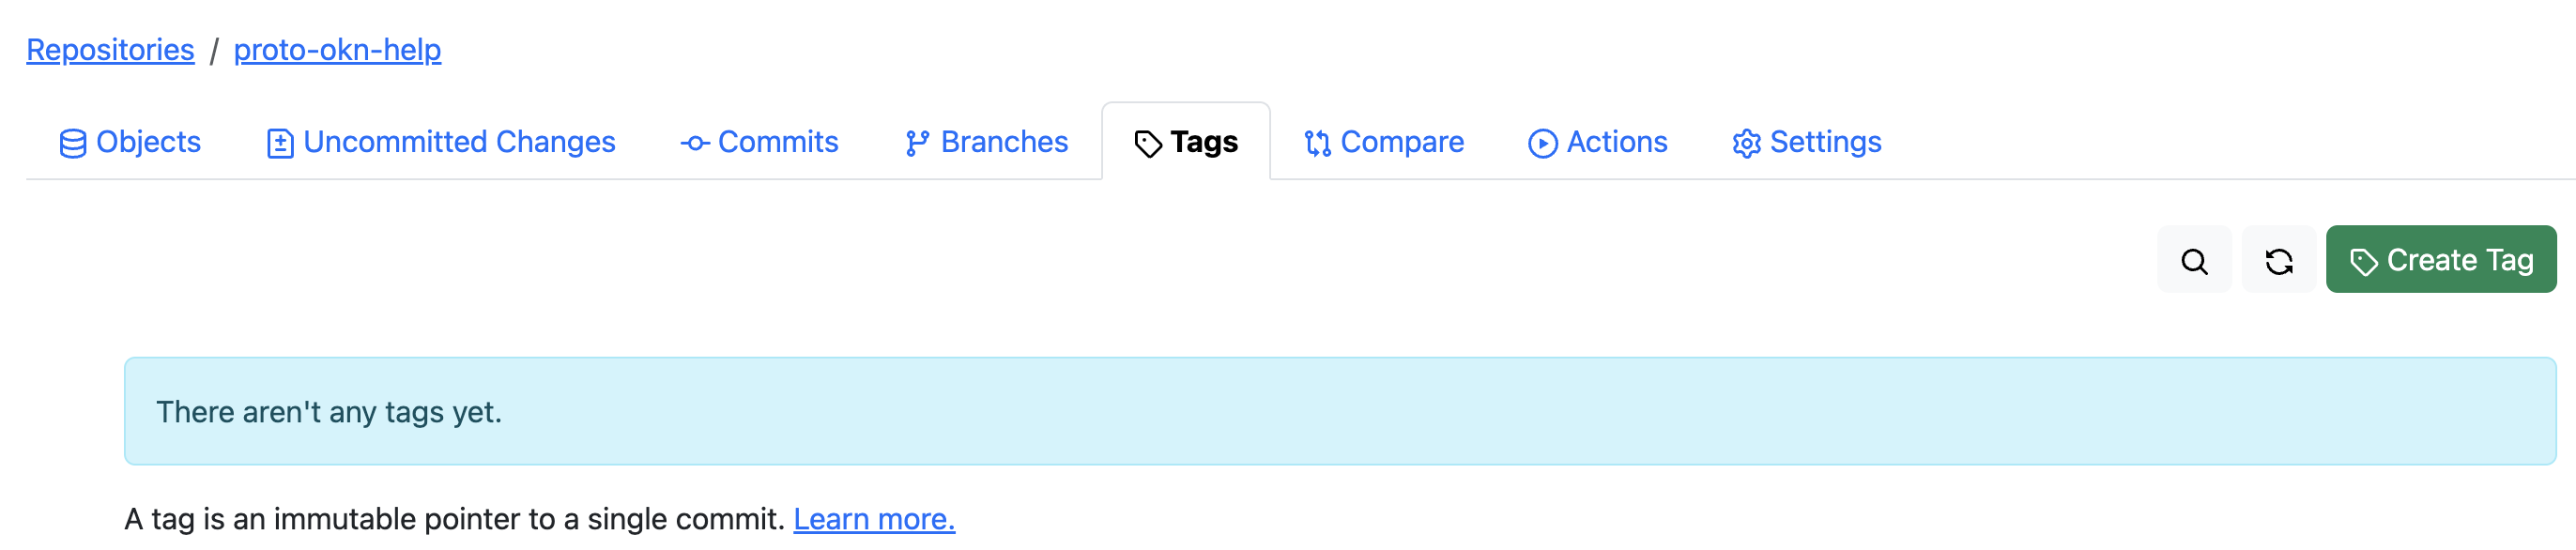 Repositories / proto-okn-help
Objects Uncommitted Changes Commits Branches Tags Compare Actions Settings
Create Tag
There aren't any tags yet.
A tag is an immutable pointer to a single commit. Learn more.